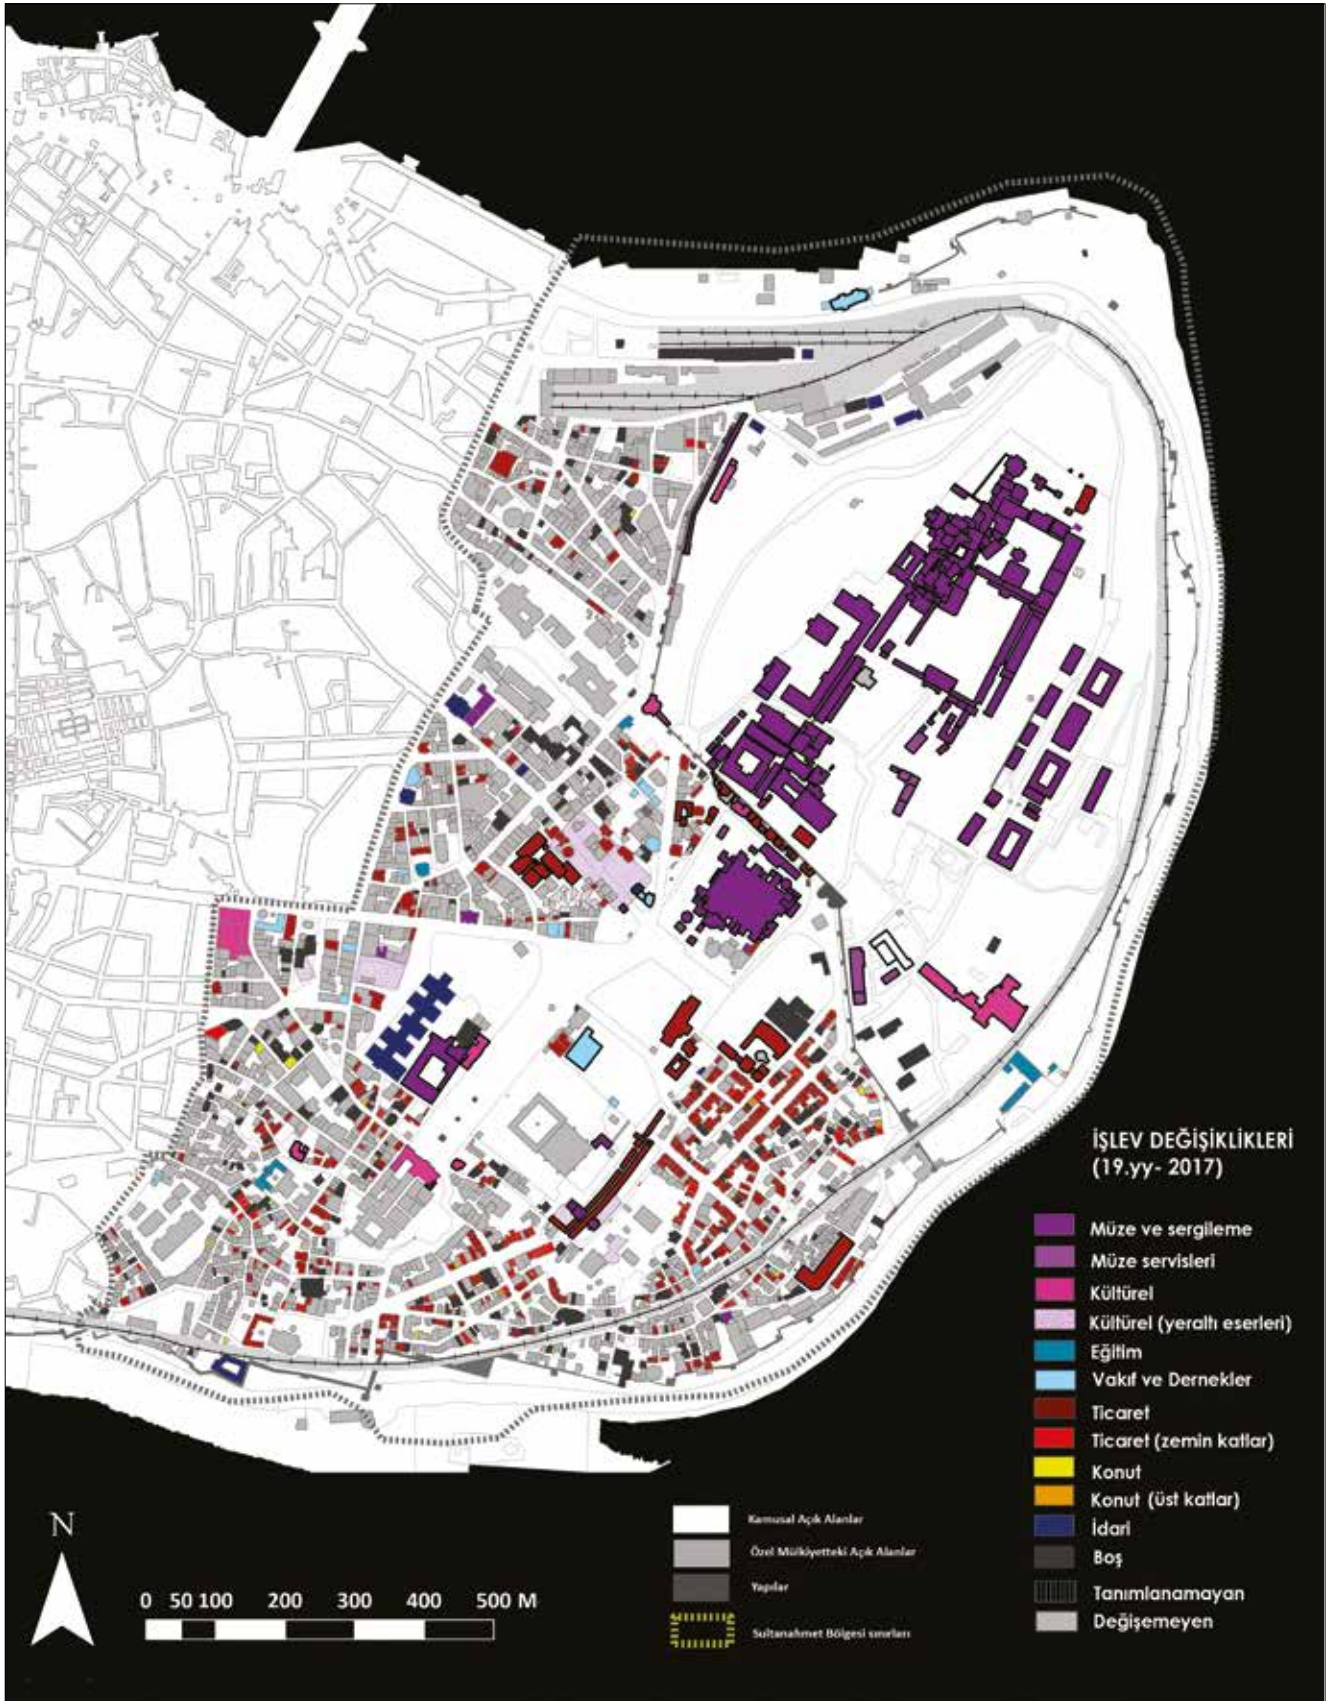 İŞLEV DEĞİŞİKLİKLERİ
(19.yy- 2017)
Müze ve sergileme
Müze servisleri
Kültürel
Kültürel (yeraltı eserleri)
Eğitim
Vakıf ve Dernekler
Ticaret
Ticaret (zemin katlar)
Konut
Konut (üst katlar)
İdari
Boş
Tanımlanamayan
Değişemeyen
Kamusal Açık Alanlar
Özel Mülkiyetteki Açık Alanlar
Yapılar
Sultanahmet Bölgesi sınırları
N
0 50 100 200 300 400 500 M